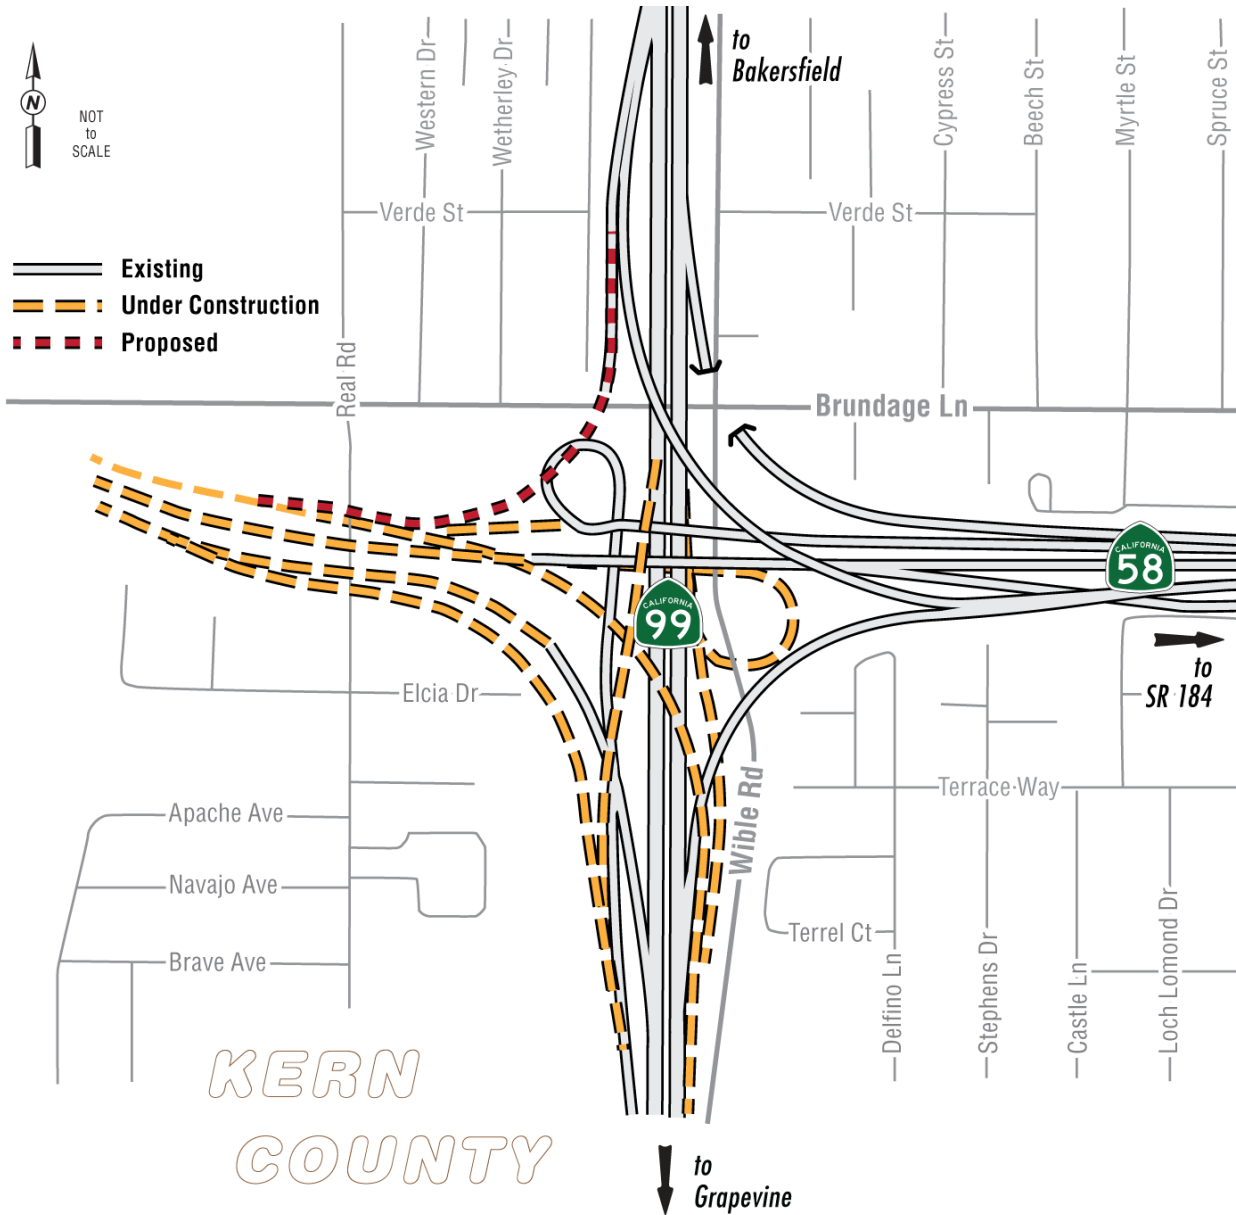 to
Bakersfield
N
NOT
to
SCALE
Western Dr
Wetherley Dr
Cypress St
Beech St
Myrtle St
Spruce St
Verde St
Verde St
Existing
Under Construction
Proposed
Real Rd
Brundage Ln
CALIFORNIA
58
CALIFORNIA
99
to
SR 184
Elcia Dr
Wible Rd
Terrace Way
Apache Ave
Navajo Ave
Brave Ave
Terrel Ct
Delfino Ln
Stephens Dr
Castle Ln
Loch Lomond Dr
KERN
COUNTY
to
Grapevine